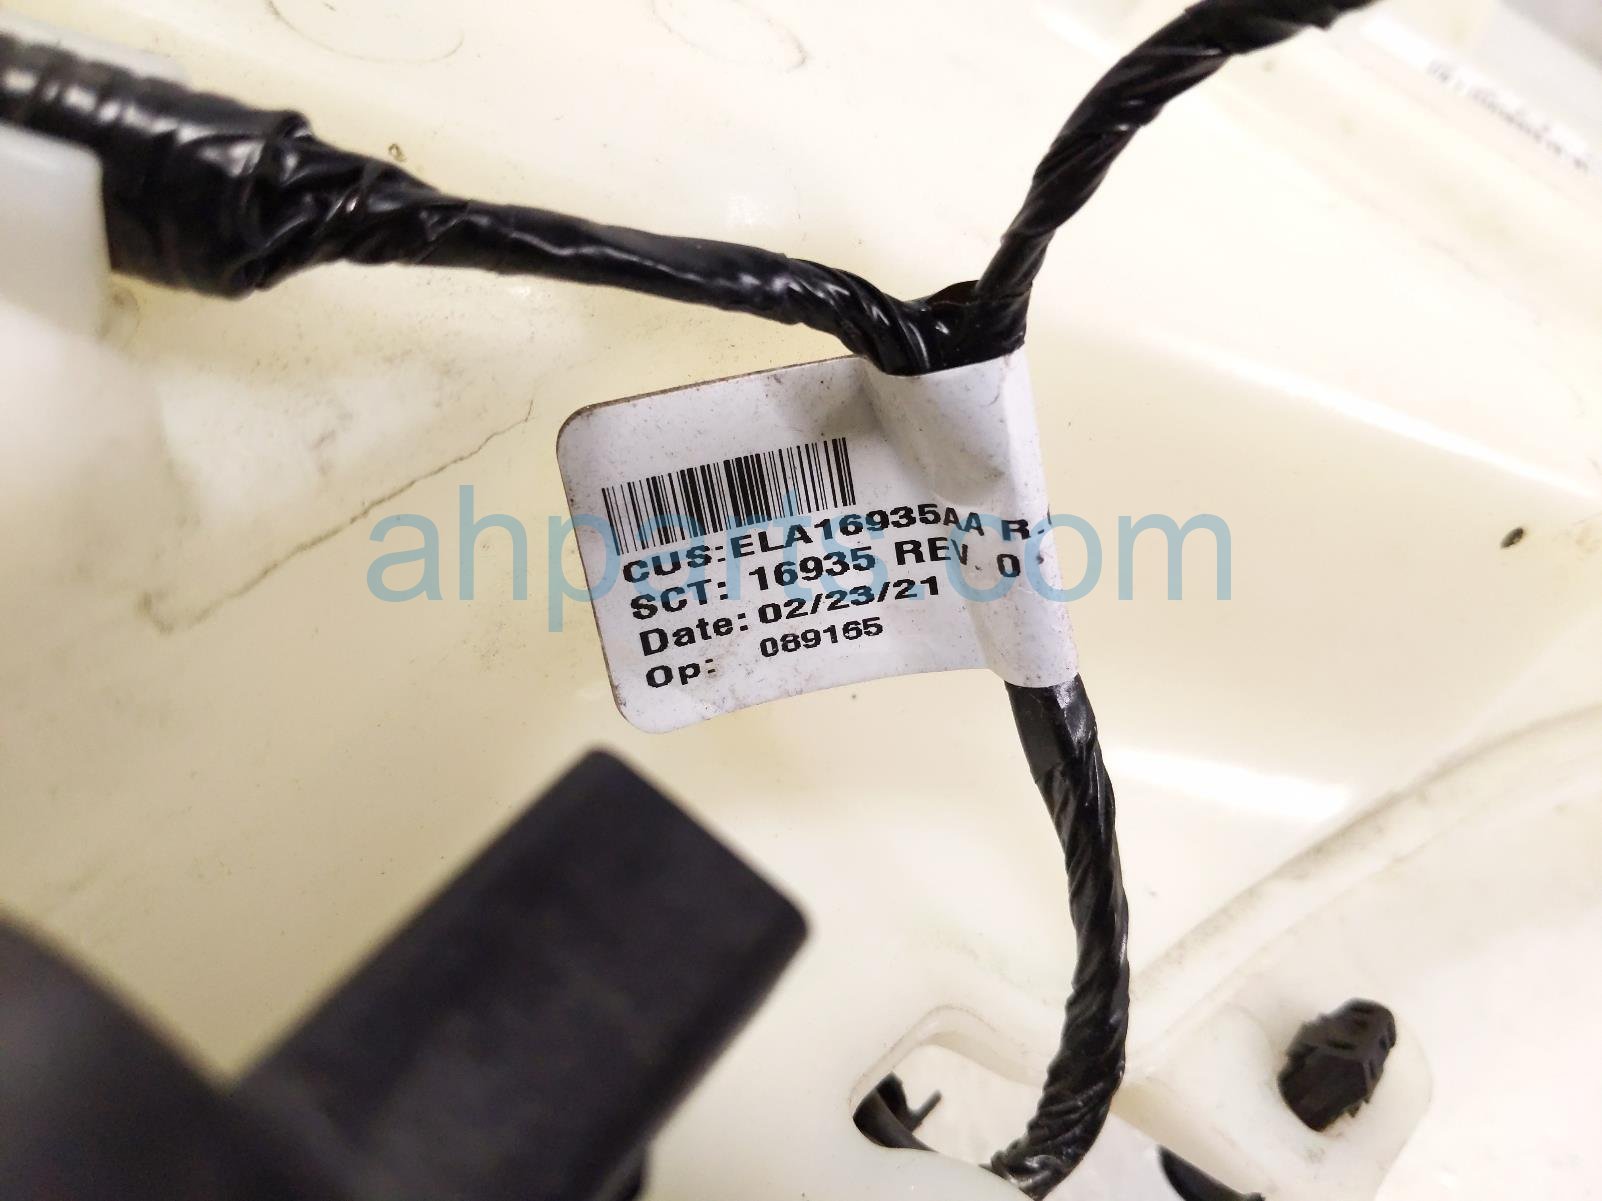 CUS:ELA16935AA R.
SCT: 16935 REV. 0
Date: 02/23/21
Op: 089165
ahparts.com